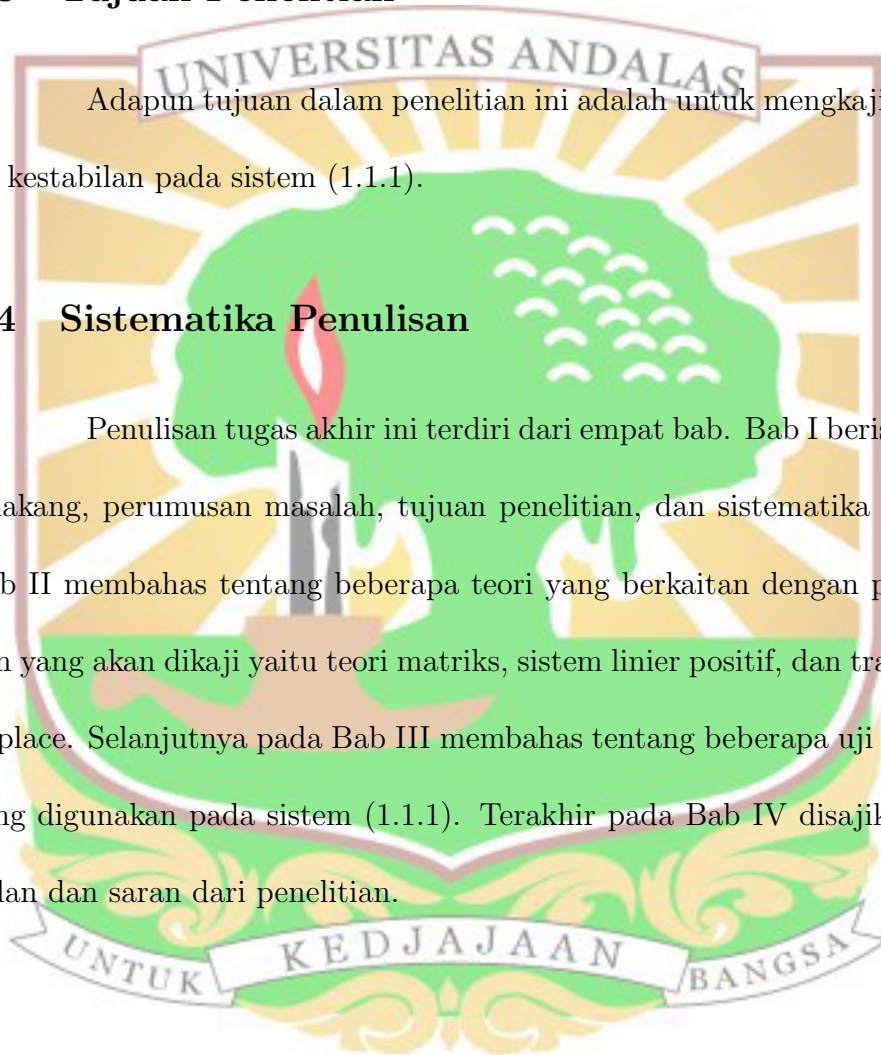 Tujuan Penelitian
UNIVERSITAS ANDALAS
Adapun tujuan dalam penelitian ini adalah untuk mengkaji
kestabilan pada sistem (1.1.1).
4 Sistematika Penulisan
Penulisan tugas akhir ini terdiri dari empat bab. Bab I beris
akang, perumusan masalah, tujuan penelitian, dan sistematika
b II membahas tentang beberapa teori yang berkaitan dengan p
n yang akan dikaji yaitu teori matriks, sistem linier positif, dan tra
place. Selanjutnya pada Bab III membahas tentang beberapa uji
ng digunakan pada sistem (1.1.1). Terakhir pada Bab IV disajik
lan dan saran dari penelitian.
UNTUK KEDJAJAAN BANGSA